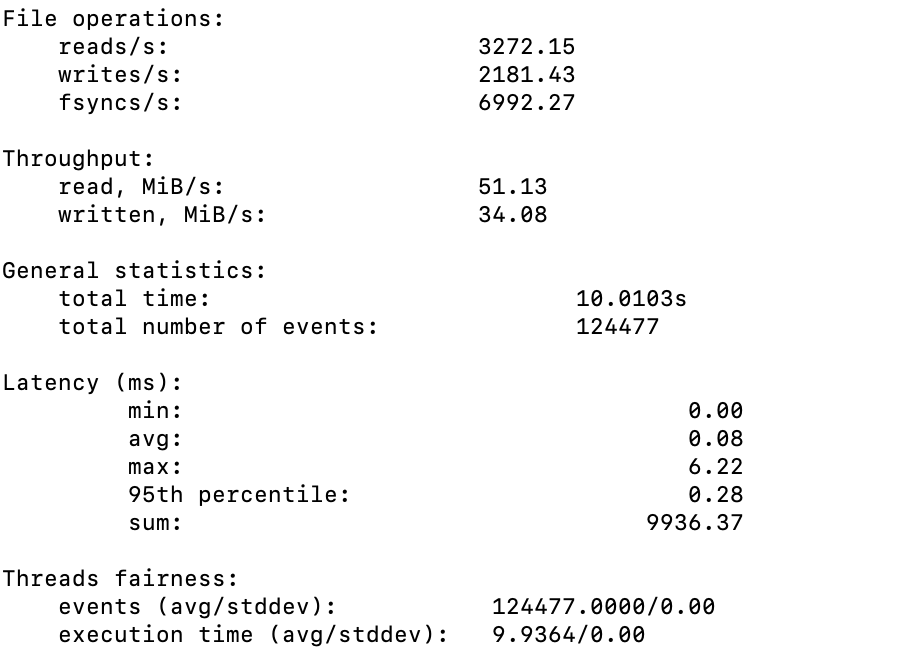 File operations:
reads/s: 3272.15
writes/s: 2181.43
fsyncs/s: 6992.27
Throughput:
read, MiB/s: 51.13
written, MiB/s: 34.08
General statistics:
total time: 10.0103s
total number of events: 124477
Latency (ms):
min: 0.00
avg: 0.08
max: 6.22
95th percentile: 0.28
sum: 9936.37
Threads fairness:
events (avg/stddev): 124477.0000/0.00
execution time (avg/stddev): 9.9364/0.00